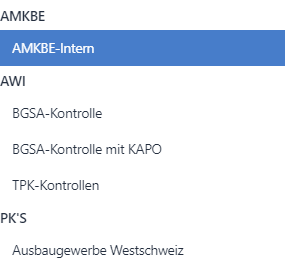 AMKBE
AMKBE-Intern
AWI
BGSA-Kontrolle
BGSA-Kontrolle mit KAPO
TPK-Kontrollen
PK'S
Ausbaugewerbe Westschweiz